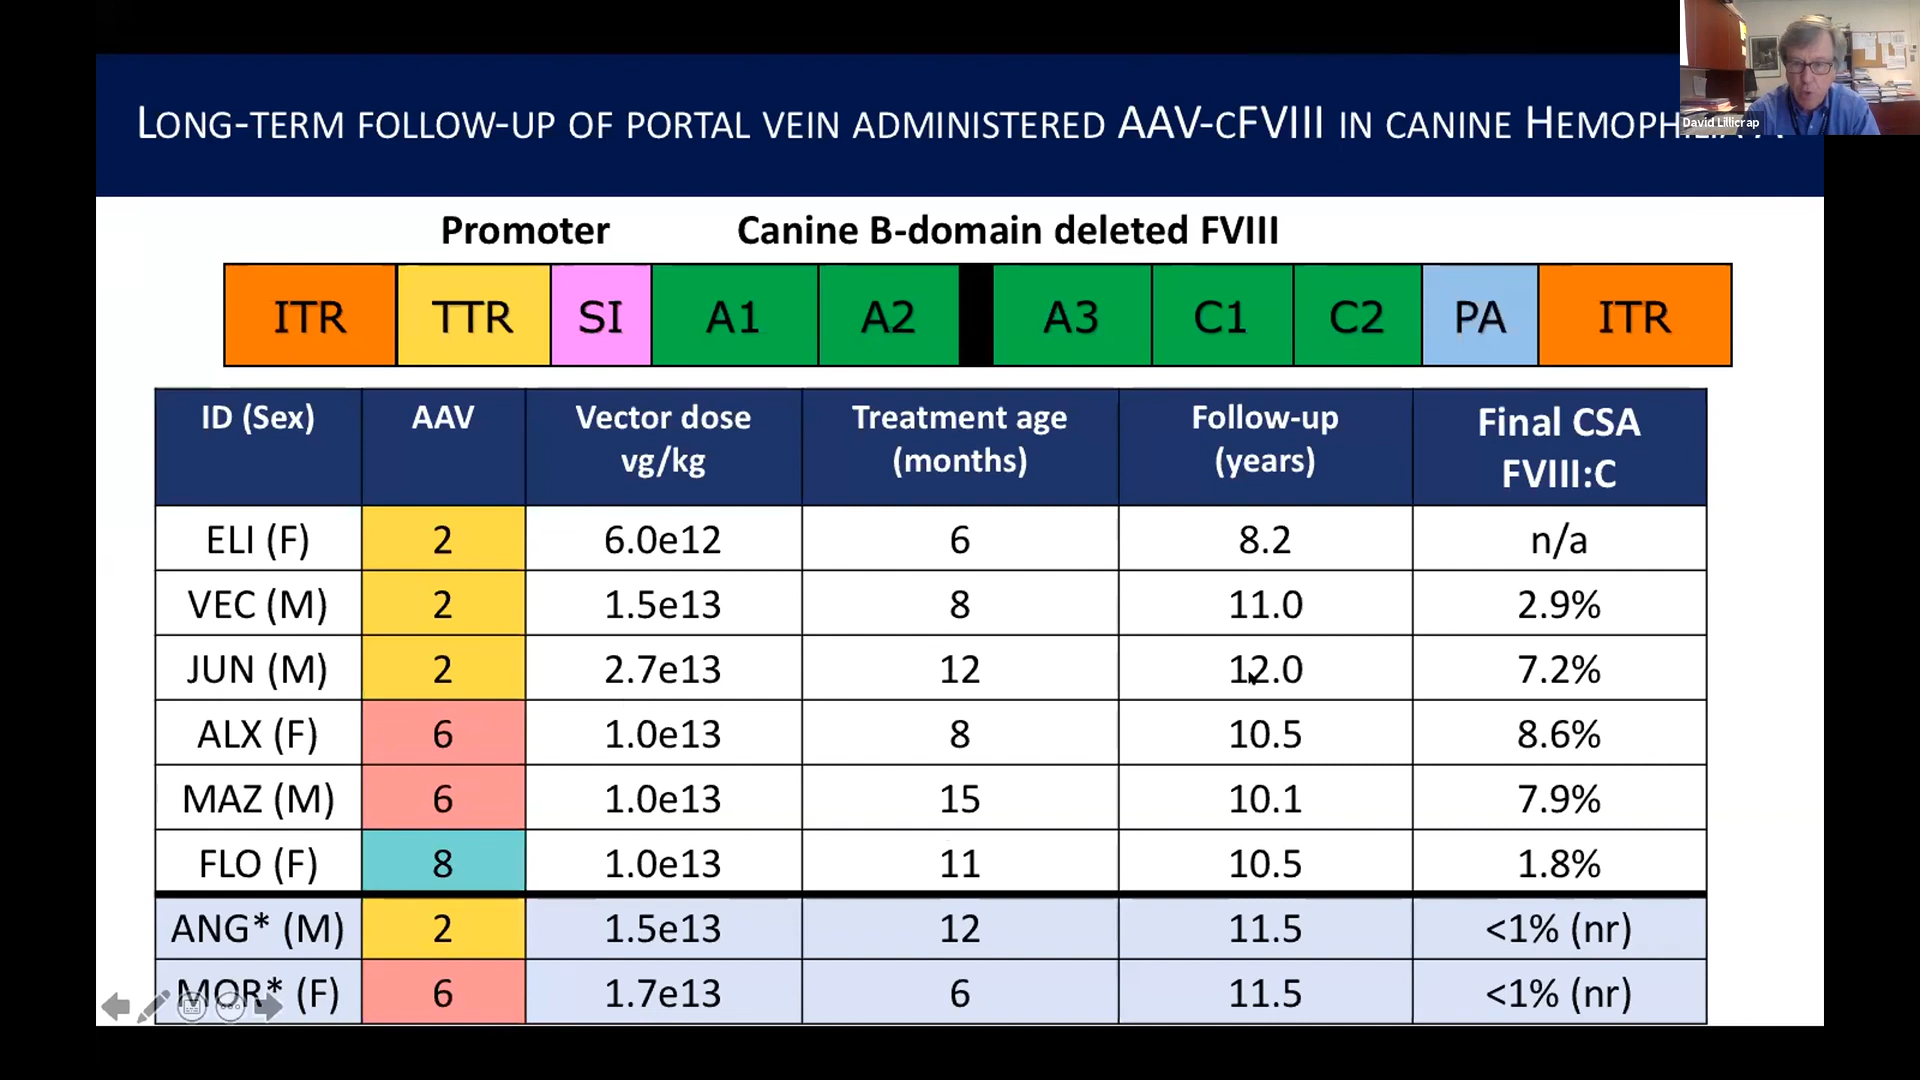 LONG-TERM FOLLOW-UP OF PORTAL VEIN ADMINISTERED AAV-CFVIII IN CANINE
David Lillicrap
Promoter Canine B-domain deleted FVIII
ITR TTR SI A1 A2 A3 C1 C2 PA ITR
ID (Sex) AAV Vector dose vg/kg Treatment age (months) Follow-up (years) Final CSA FVIII:C
ELI (F) 2 6.0e12 6 8.2 n/a
VEC (M) 2 1.5e13 8 11.0 2.9%
JUN (M) 2 2.7e13 12 12.0 7.2%
ALX (F) 6 1.0e13 8 10.5 8.6%
MAZ (M) 6 1.0e13 15 10.1 7.9%
FLO (F) 8 1.0e13 11 10.5 1.8%
ANG* (M) 2 1.5e13 12 11.5 <1% (nr)
MOR* (F) 6 1.7e13 6 11.5 <1% (nr)